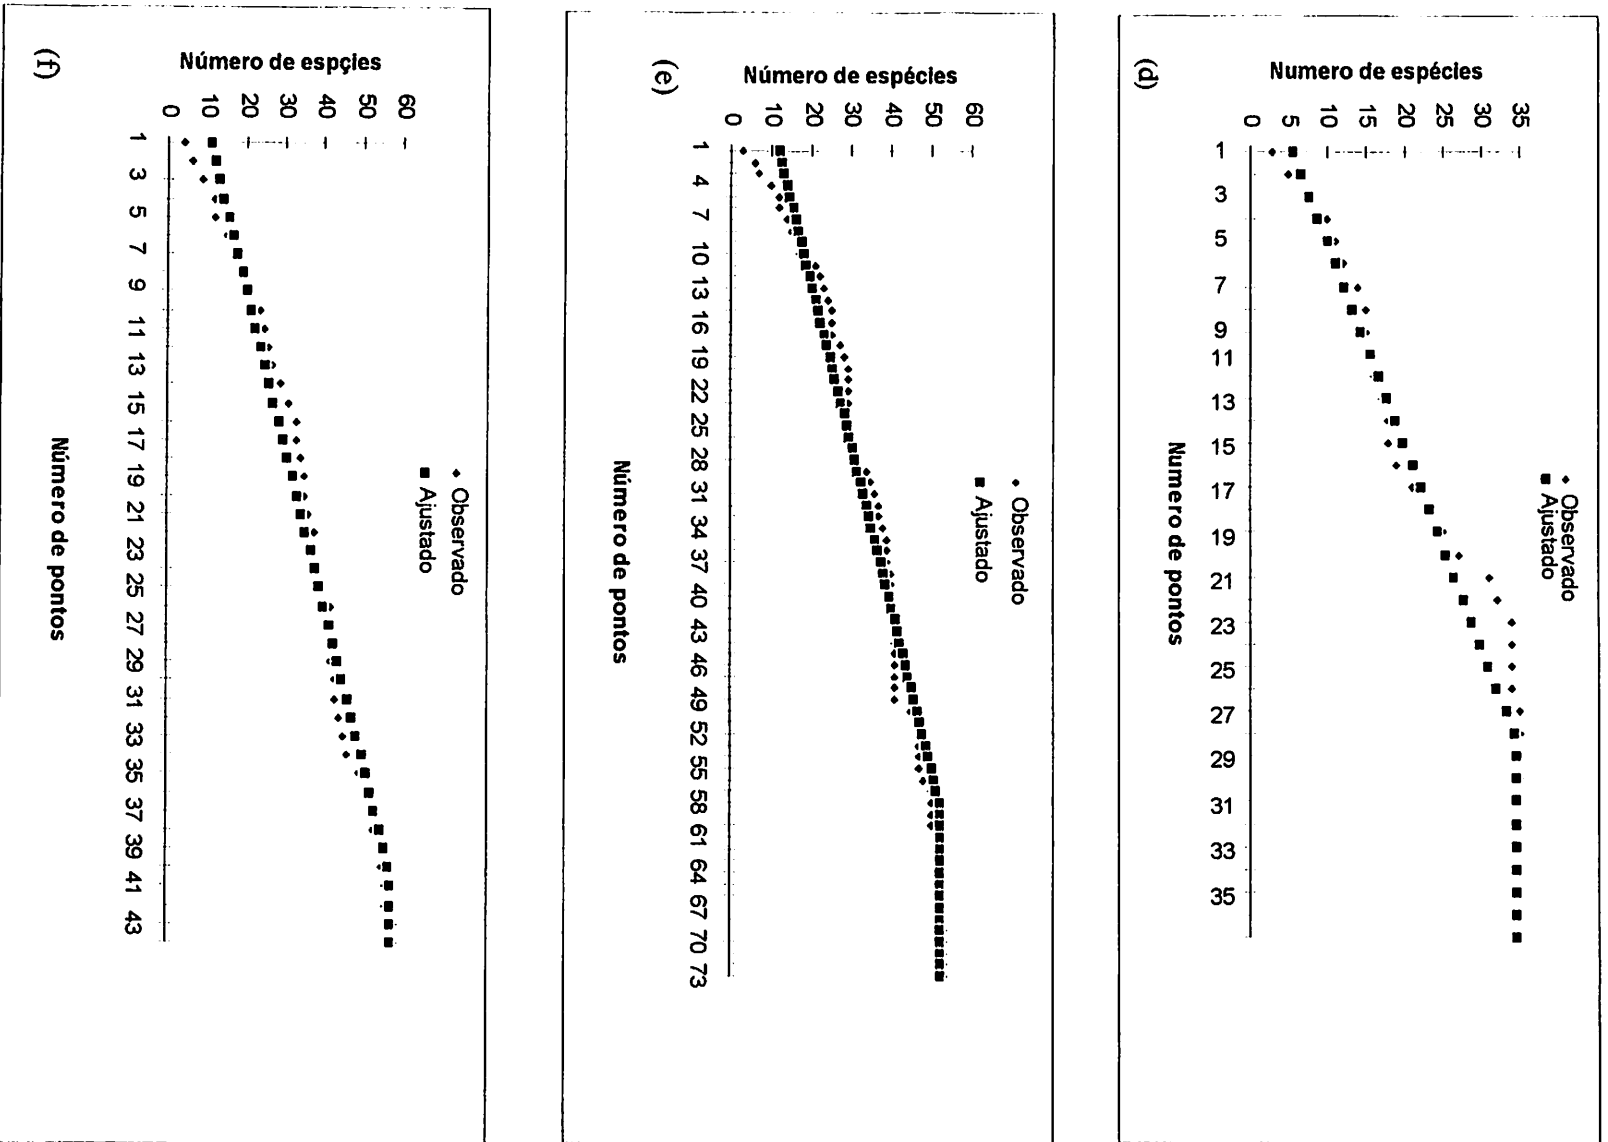 (d)
Numero de espécies
35
30
25
20
15
10
5
0
1 3 5 7 9 11 13 15 17 19 21 23 25 27 29 31 33 35
Numero de pontos
Observado
Ajustado
(e)
Número de espécies
60
50
40
30
20
10
0
1 4 7 10 13 16 19 22 25 28 31 34 37 40 43 46 49 52 55 58 61 64 67 70 73
Número de pontos
Observado
Ajustado
(f)
Número de espçies
60
50
40
30
20
10
0
1 3 5 7 9 11 13 15 17 19 21 23 25 27 29 31 33 35 37 39 41 43
Número de pontos
Observado
Ajustado